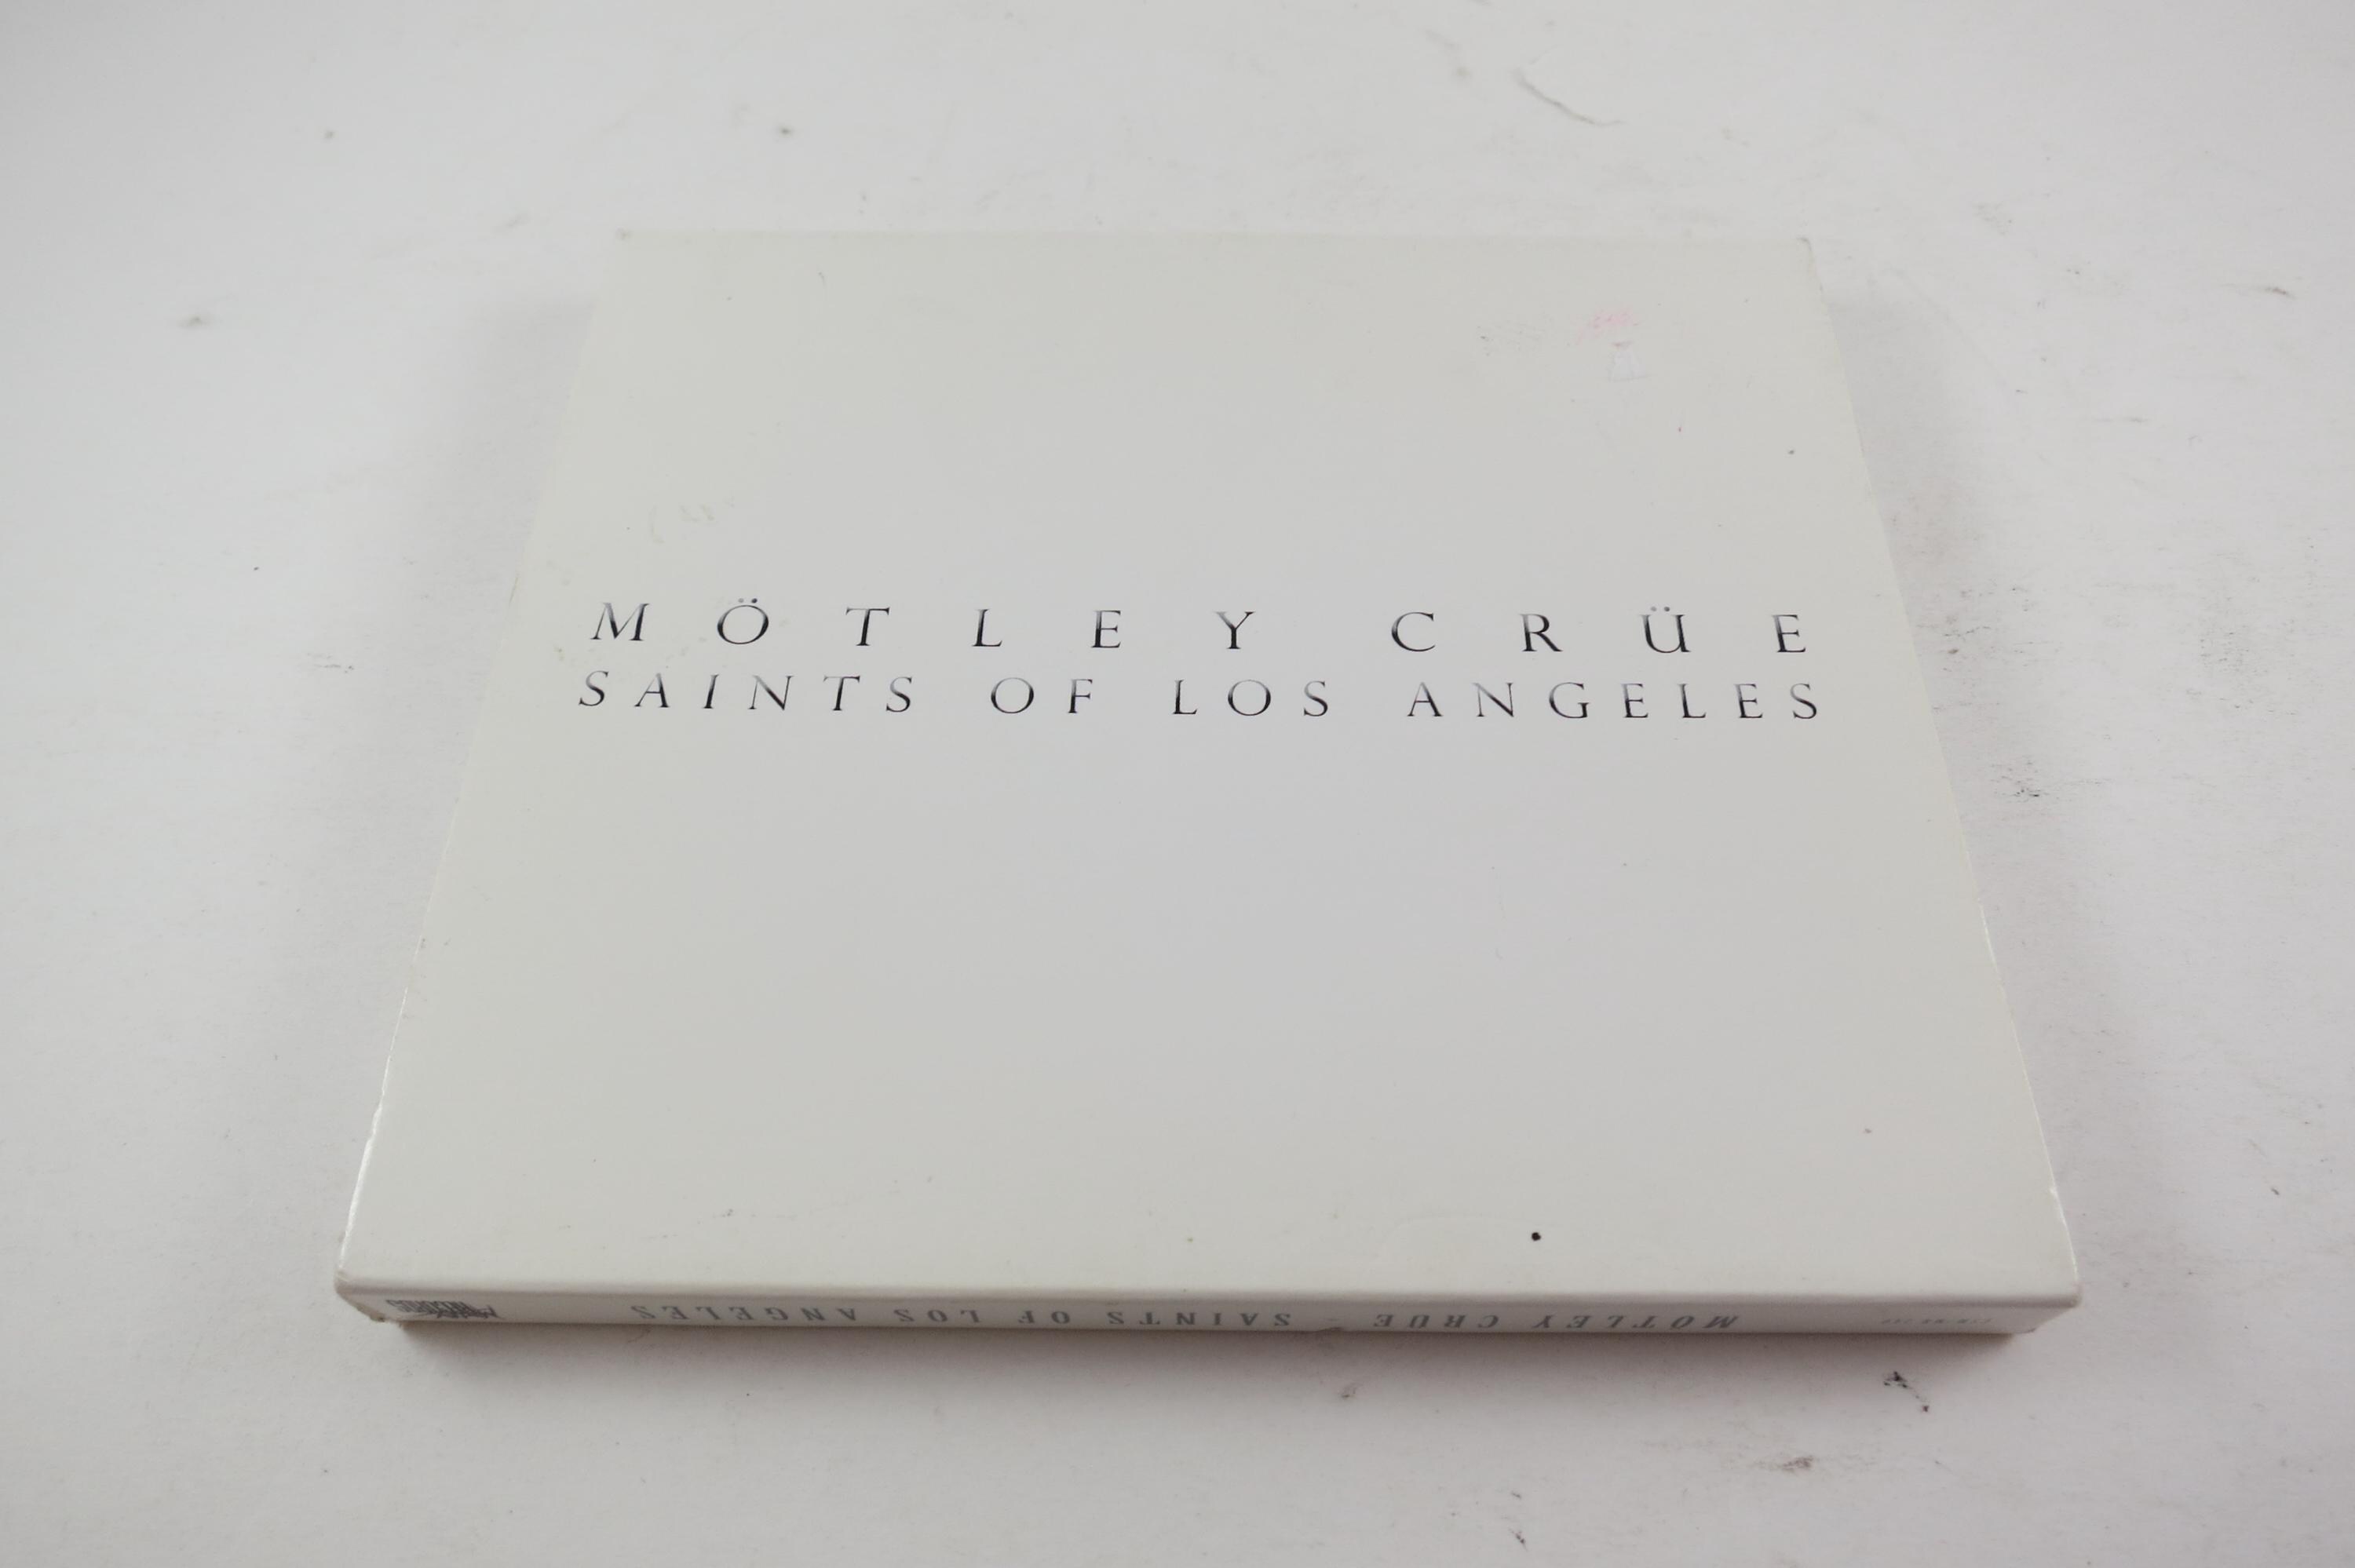 MÖTLEY CRÜE
SAINTS OF LOS ANGELES
MÖTLEY CRÜE - SAINTS OF LOS ANGELES